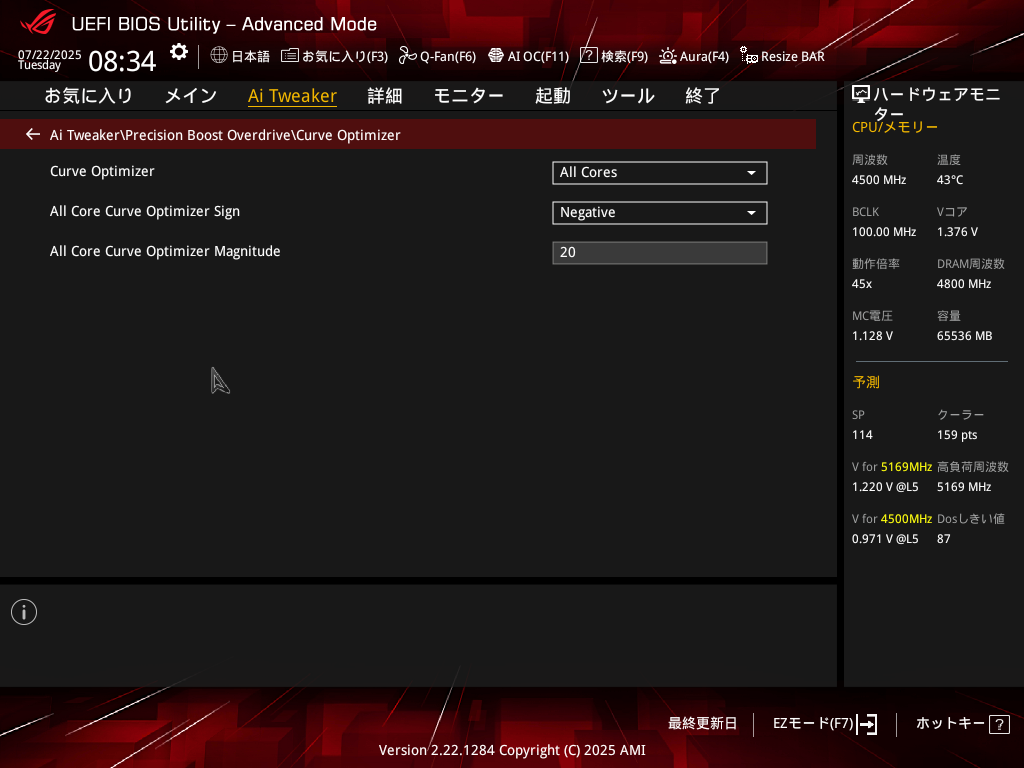 UEFI BIOS Utility – Advanced Mode
07/22/2025
Tuesday
08:34
日本語
お気に入り(F3)
Q-Fan(F6)
AI OC(F11)
検索(F9)
Aura(F4)
Resize BAR
お気に入り メイン Ai Tweaker 詳細 モニター 起動 ツール 終了
Ai Tweaker\Precision Boost Overdrive\Curve Optimizer
Curve Optimizer All Cores
All Core Curve Optimizer Sign Negative
All Core Curve Optimizer Magnitude 20
ハードウェアモニ
ター
CPU/メモリー
周波数 温度
4500 MHz 43°C
BCLK Vコア
100.00 MHz 1.376 V
動作倍率 DRAM周波数
45x 4800 MHz
MC電圧 容量
1.128 V 65536 MB
予測
SP クーラー
114 159 pts
V for 5169MHz 高負荷周波数
1.220 V @L5 5169 MHz
V for 4500MHz Dosしきい値
0.971 V @L5 87
最終更新日
EZモード(F7)
ホットキー ?
Version 2.22.1284 Copyright (C) 2025 AMI